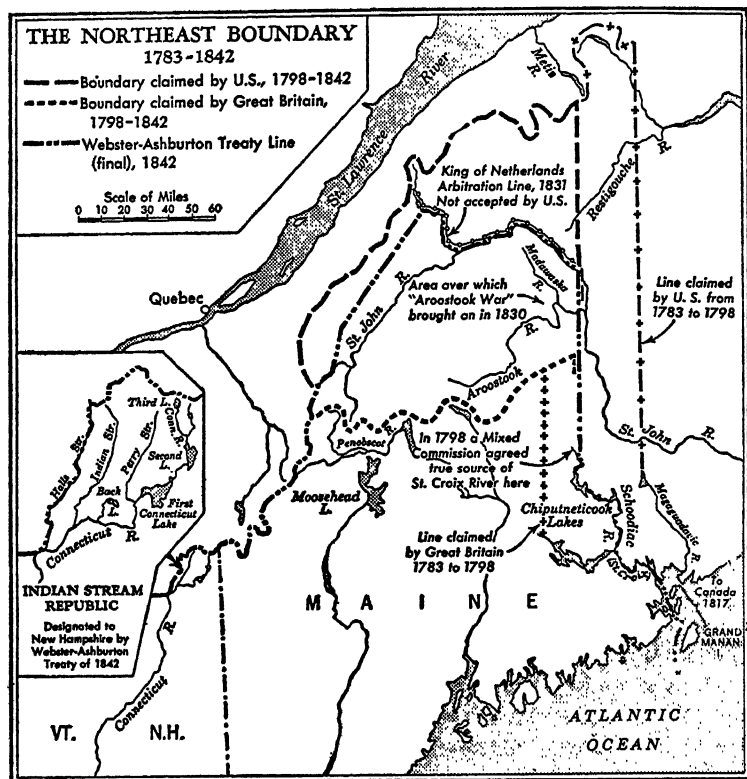 THE NORTHEAST BOUNDARY
1783-1842
Boundary claimed by U.S., 1798-1842
Boundary claimed by Great Britain,
1798-1842
Webster-Ashburton Treaty Line
(final), 1842
Scale of Miles
0 10 20 30 40 50 60
St. Lawrence
River
Metis
R.
Restigouche
R.
King of Netherlands
Arbitration Line, 1831
Not accepted by U.S.
Madawaska
R.
Quebec
St. John
R.
Area over which
"Aroostook War"
brought on in 1830
Line claimed
by U.S. from
1783 to 1798
Aroostook
R.
St. John
R.
Penobscot
R.
In 1798 a Mixed
Commission agreed
true source of
St. Croix River here
Moosehead
L.
Chiputneticook
Lakes
Schoodiac
R.
Magaguadavic
R.
Line claimed
by Great Britain
1783 to 1798
St. Cr.
R.
To
Canada
1817
GRAND
MANAN
I.
MAINE
Third L.
Conn. R.
Halls Str.
Indian Str.
Perry Str.
Second
L.
Back
L.
First
Connecticut
Lake
Connecticut
R.
INDIAN STREAM
REPUBLIC
Designated to
New Hampshire by
Webster-Ashburton
Treaty of 1842
Connecticut
R.
VT.
N.H.
ATLANTIC
OCEAN